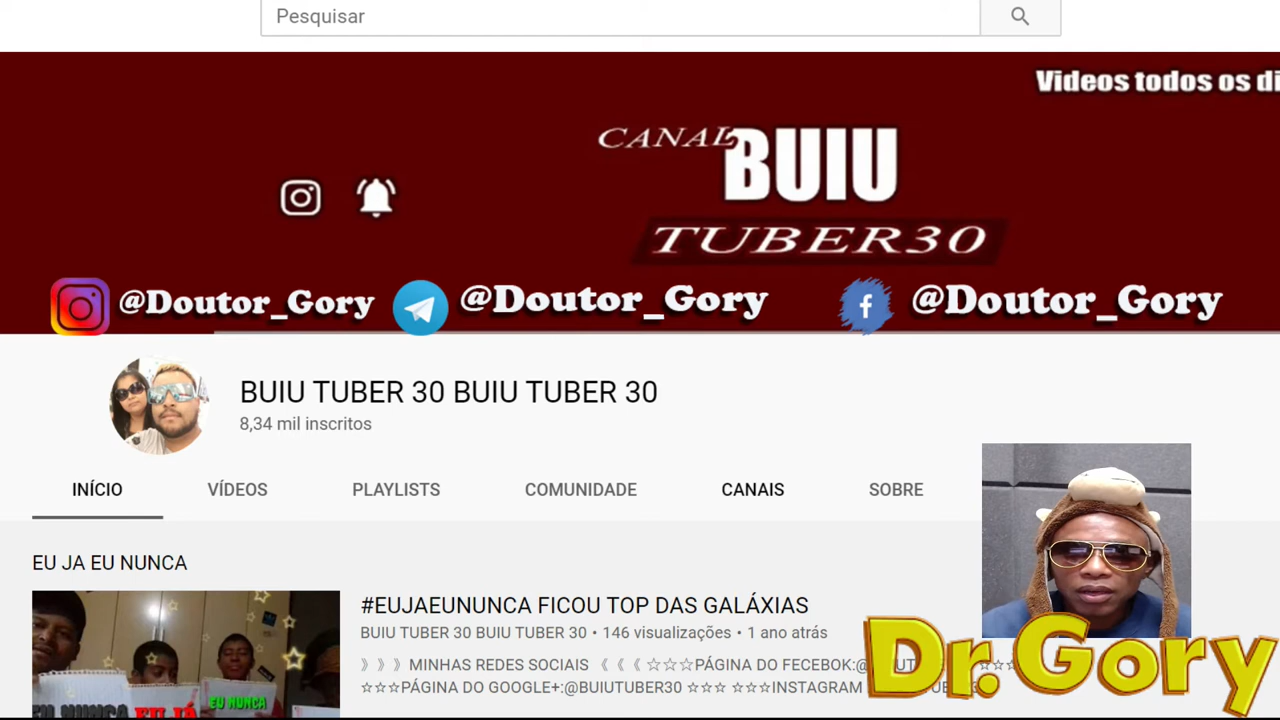 Pesquisar
Videos todos os di
CANAL
BUIU
TUBER30
@Doutor_Gory
@Doutor_Gory
@Doutor_Gory
BUIU TUBER 30 BUIU TUBER 30
8,34 mil inscritos
INÍCIO
VÍDEOS
PLAYLISTS
COMUNIDADE
CANAIS
SOBRE
EU JA EU NUNCA
#EUJAEUNUNCA FICOU TOP DAS GALÁXIAS
BUIU TUBER 30 BUIU TUBER 30 • 146 visualizações • 1 ano atrás
》》》MINHAS REDES SOCIAIS 《《《 ☆☆☆PÁGINA DO FECEBOK:
☆☆☆PÁGINA DO GOOGLE+:@BUIUTUBER30 ☆☆☆ ☆☆☆INSTAGRAM
EU NUNCA EU JÁ EU NUNCA
Dr. Gory